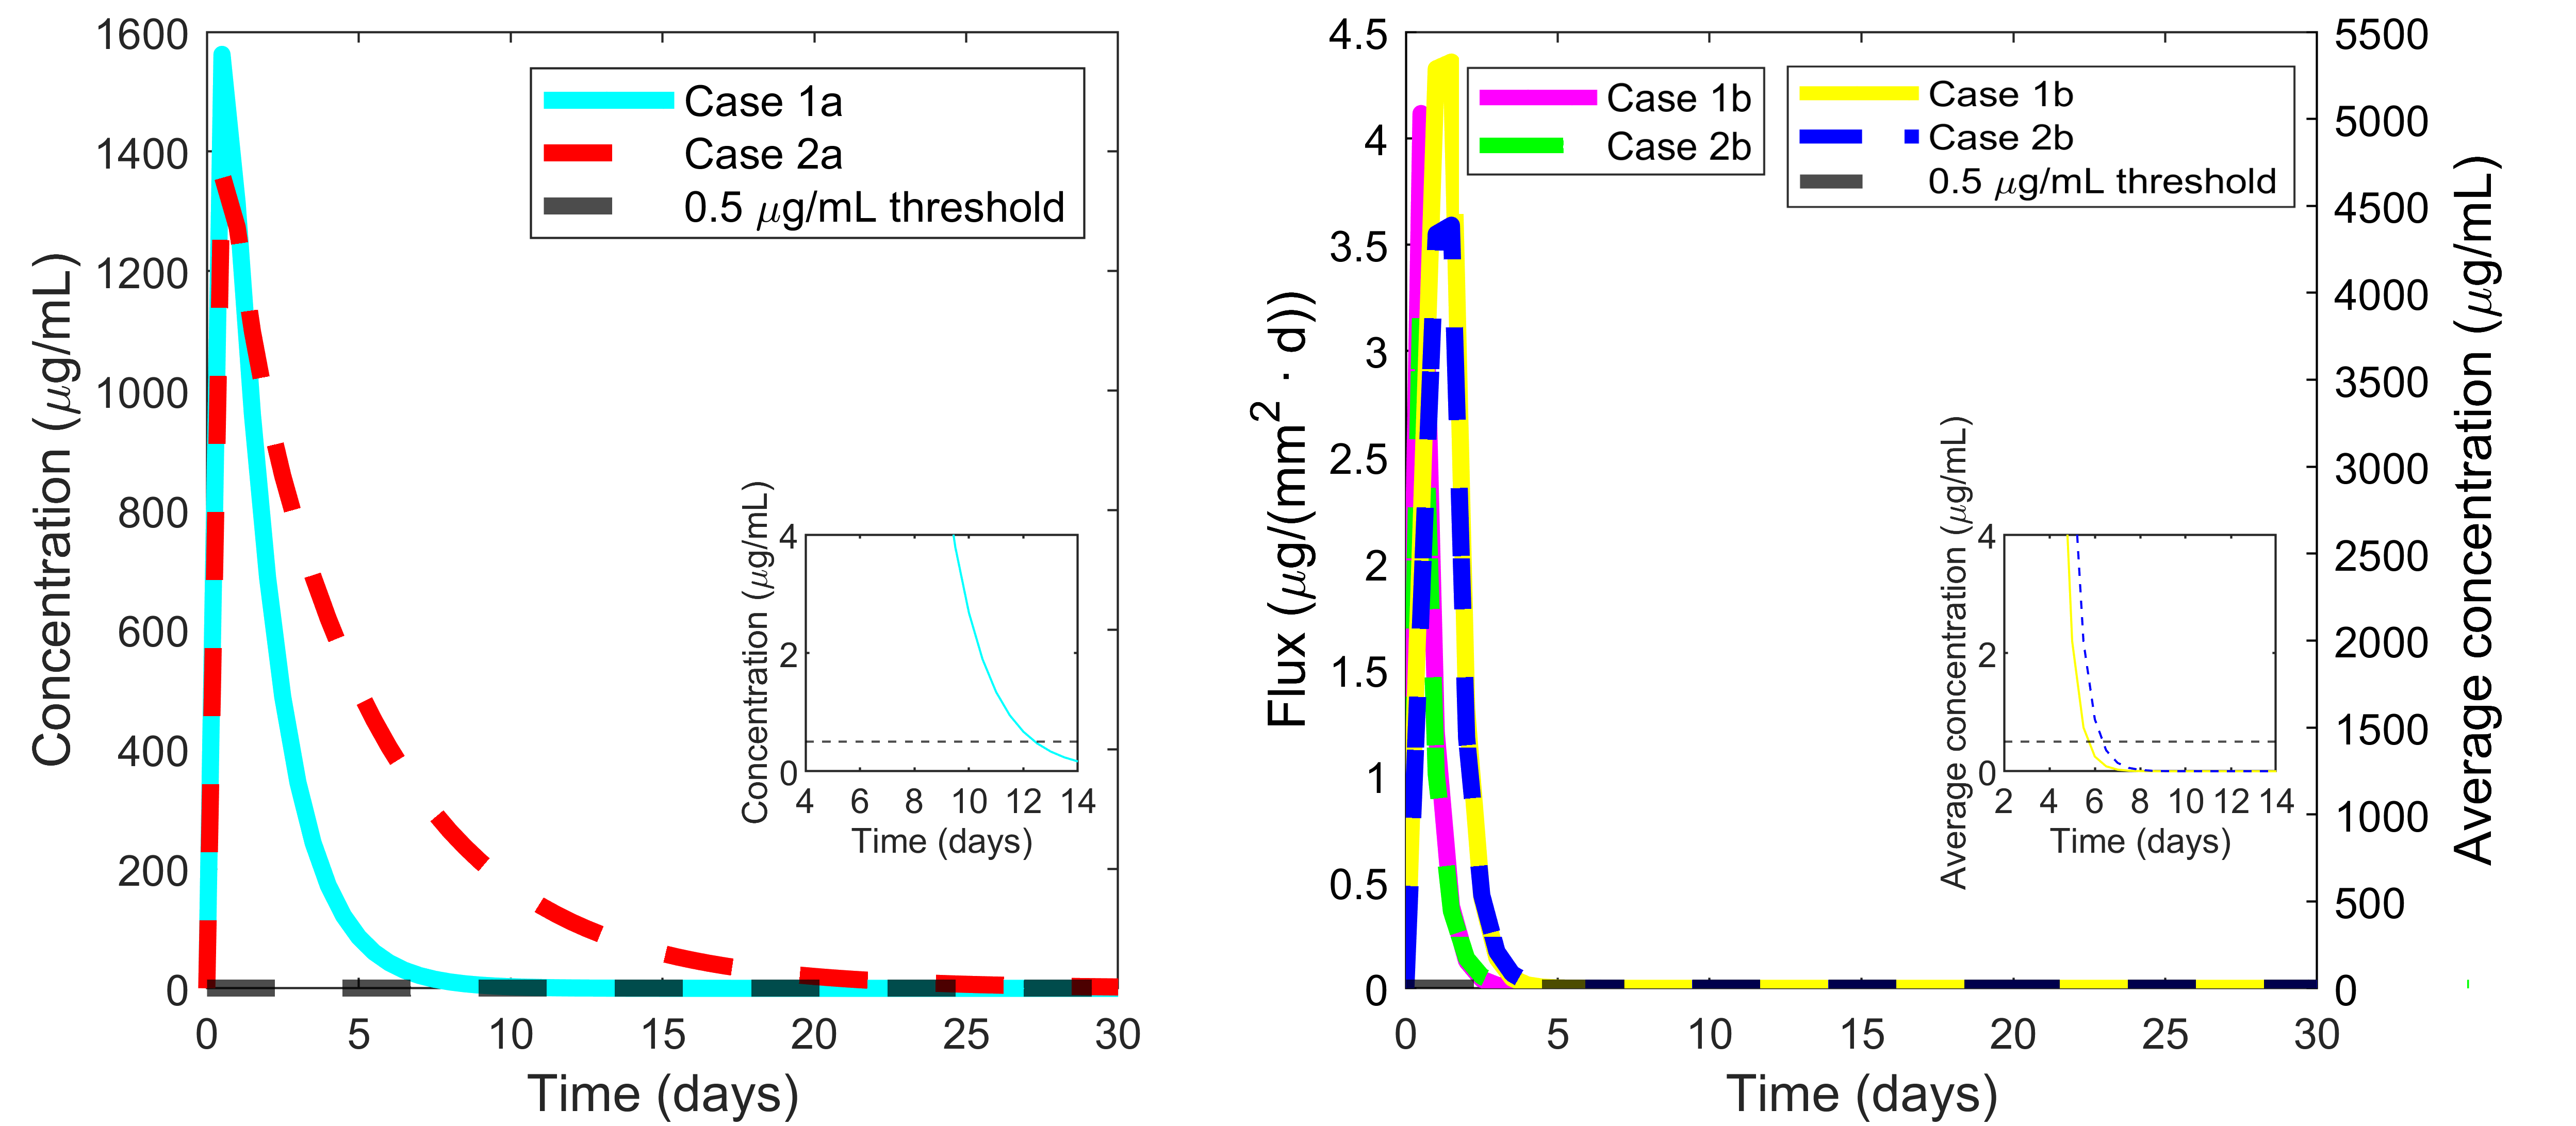 1600
1400
1200
1000
800
600
400
200
0
0 5 10 15 20 25 30
Time (days)
Concentration (μg/mL)
Case 1a
Case 2a
0.5 μg/mL threshold
4
2
0
4 6 8 10 12 14
Time (days)
Concentration (μg/mL)
4.5
4
3.5
3
2.5
2
1.5
1
0.5
0
0 5 10 15 20 25 30
Time (days)
Flux (μg/(mm² · d))
Case 1b
Case 2b
Case 1b
Case 2b
0.5 μg/mL threshold
4
2
0
2 4 6 8 10 12 14
Time (days)
Average concentration (μg/mL)
5500
5000
4500
4000
3500
3000
2500
2000
1500
1000
500
0
Average concentration (μg/mL)